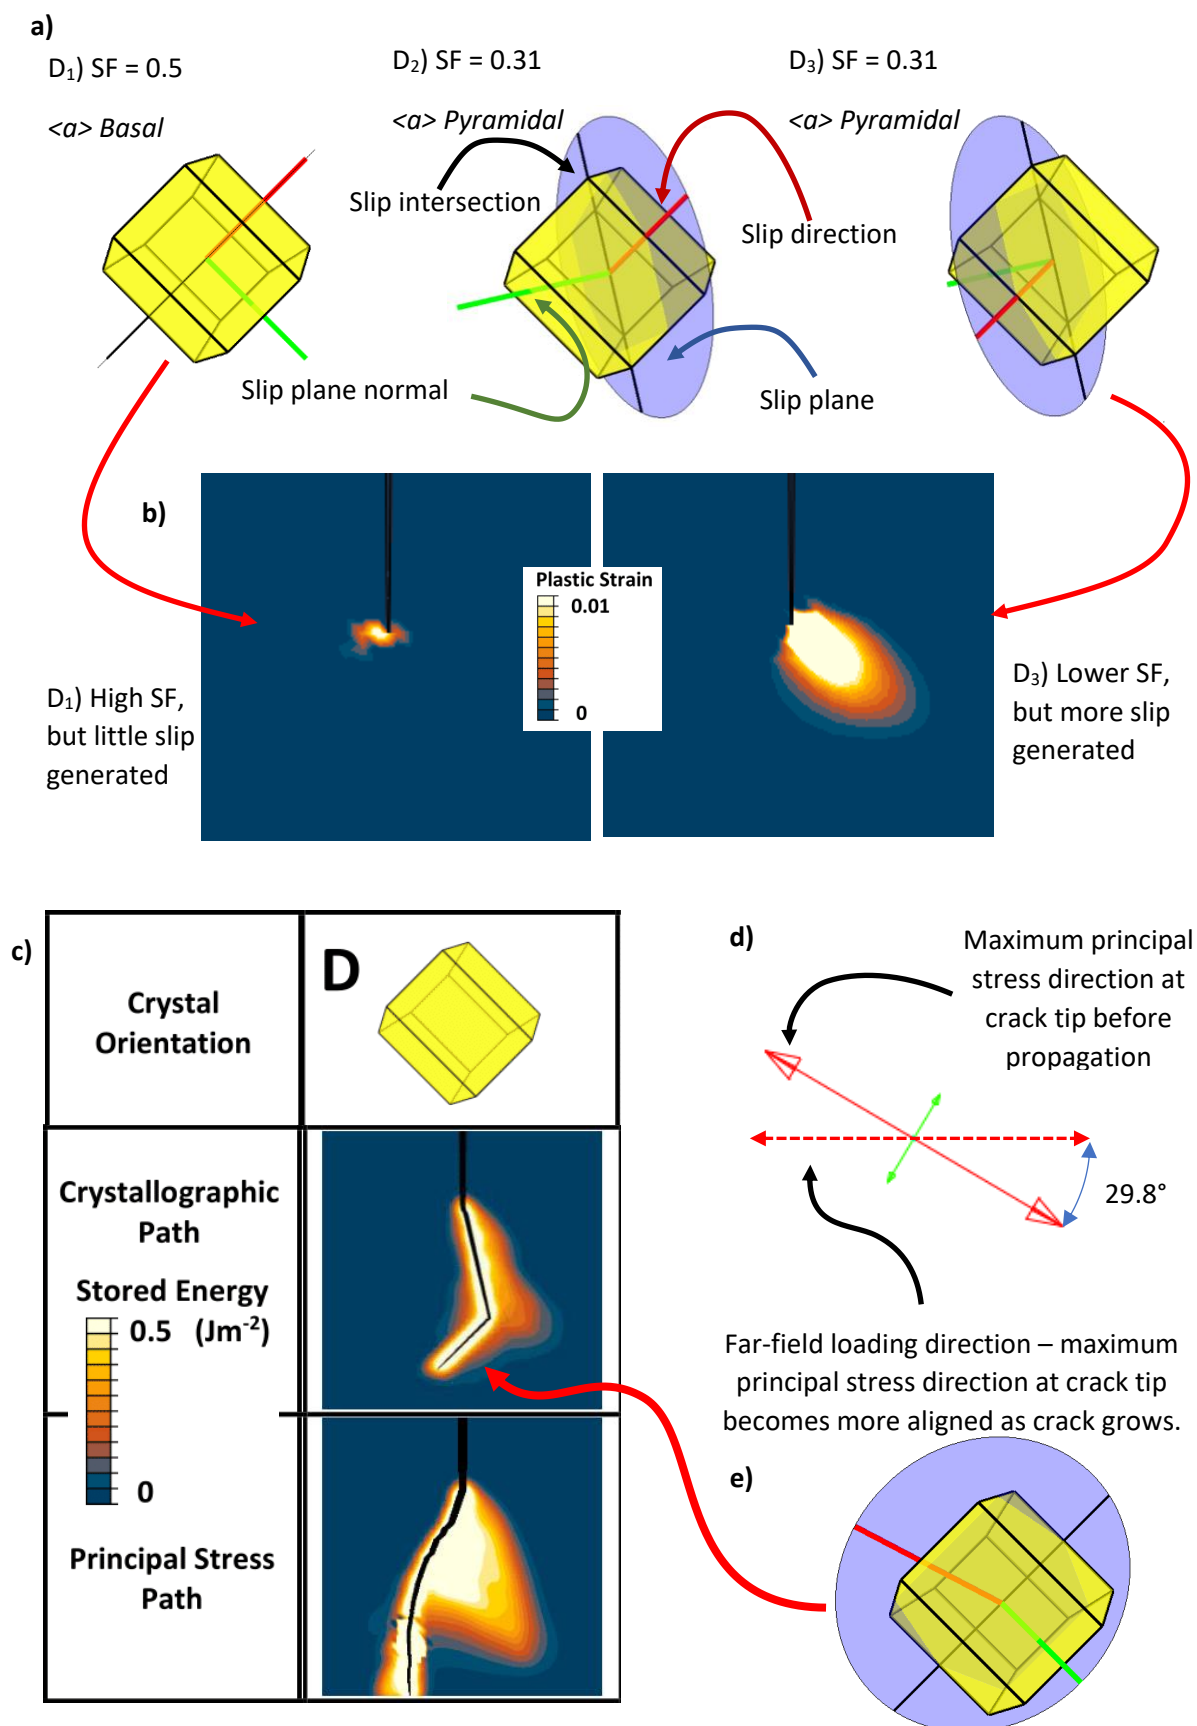 a)
D₁) SF = 0.5
<a> Basal
D₂) SF = 0.31
<a> Pyramidal
D₃) SF = 0.31
<a> Pyramidal
Slip intersection
Slip direction
Slip plane normal
Slip plane
b)
Plastic Strain
0.01
0
D₁) High SF,
but little slip
generated
D₃) Lower SF,
but more slip
generated
c)
Crystal
Orientation
D
Crystallographic
Path
Stored Energy
0.5 (Jm⁻²)
0
Principal Stress
Path
d)
Maximum principal
stress direction at
crack tip before
propagation
29.8°
Far-field loading direction – maximum
principal stress direction at crack tip
becomes more aligned as crack grows.
e)